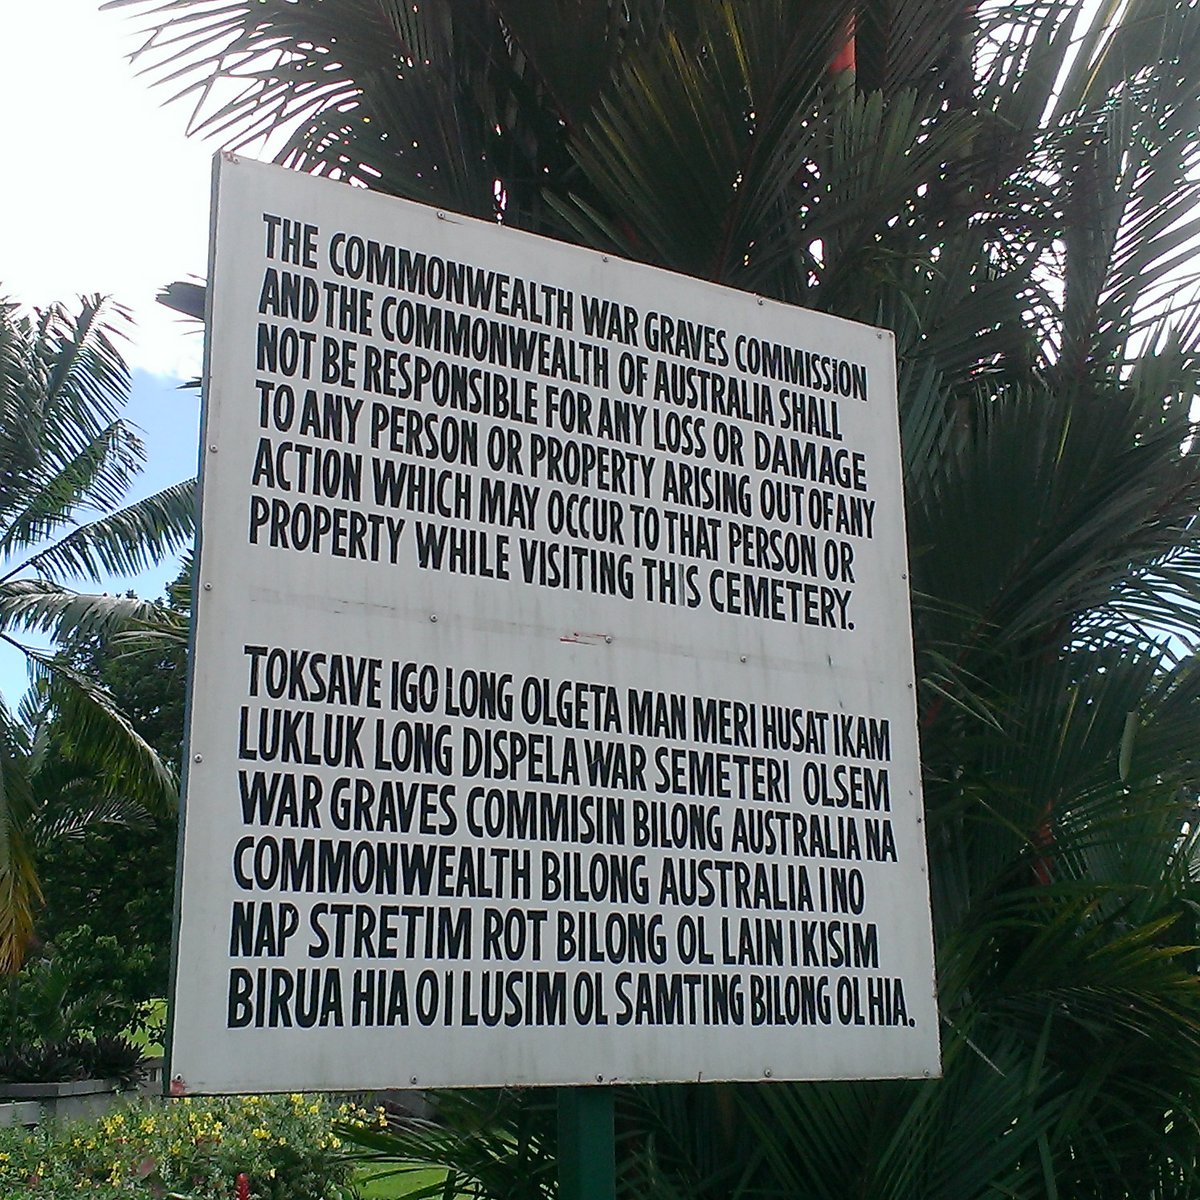 THE COMMONWEALTH WAR GRAVES COMMISSION
AND THE COMMONWEALTH OF AUSTRALIA SHALL
NOT BE RESPONSIBLE FOR ANY LOSS OR DAMAGE
TO ANY PERSON OR PROPERTY ARISING OUT OF ANY
ACTION WHICH MAY OCCUR TO THAT PERSON OR
PROPERTY WHILE VISITING THIS CEMETERY.
TOKSAVE IGO LONG OLGETA MAN MERI HUSAT IKAM
LUKLUK LONG DISPELA WAR SEMETERI OLSEM
WAR GRAVES COMMISIN BILONG AUSTRALIA NA
COMMONWEALTH BILONG AUSTRALIA INO
NAP STRETIM ROT BILONG OL LAIN IKISIM
BIRUA HIA O I LUSIM OL SAMTING BILONG OL HIA.